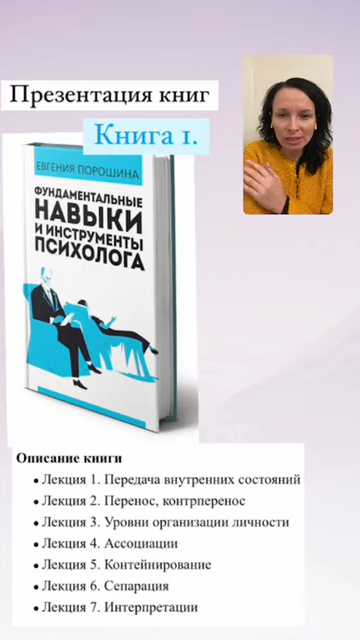 Презентация книг
Книга 1.
ЕВГЕНИЯ ПОРОШИНА
ФУНДАМЕНТАЛЬНЫЕ
НАВЫКИ
И ИНСТРУМЕНТЫ
ПСИХОЛОГА
Описание книги
• Лекция 1. Передача внутренних состояний
• Лекция 2. Перенос, контрперенос
• Лекция 3. Уровни организации личности
• Лекция 4. Ассоциации
• Лекция 5. Контейнирование
• Лекция 6. Сепарация
• Лекция 7. Интерпретации